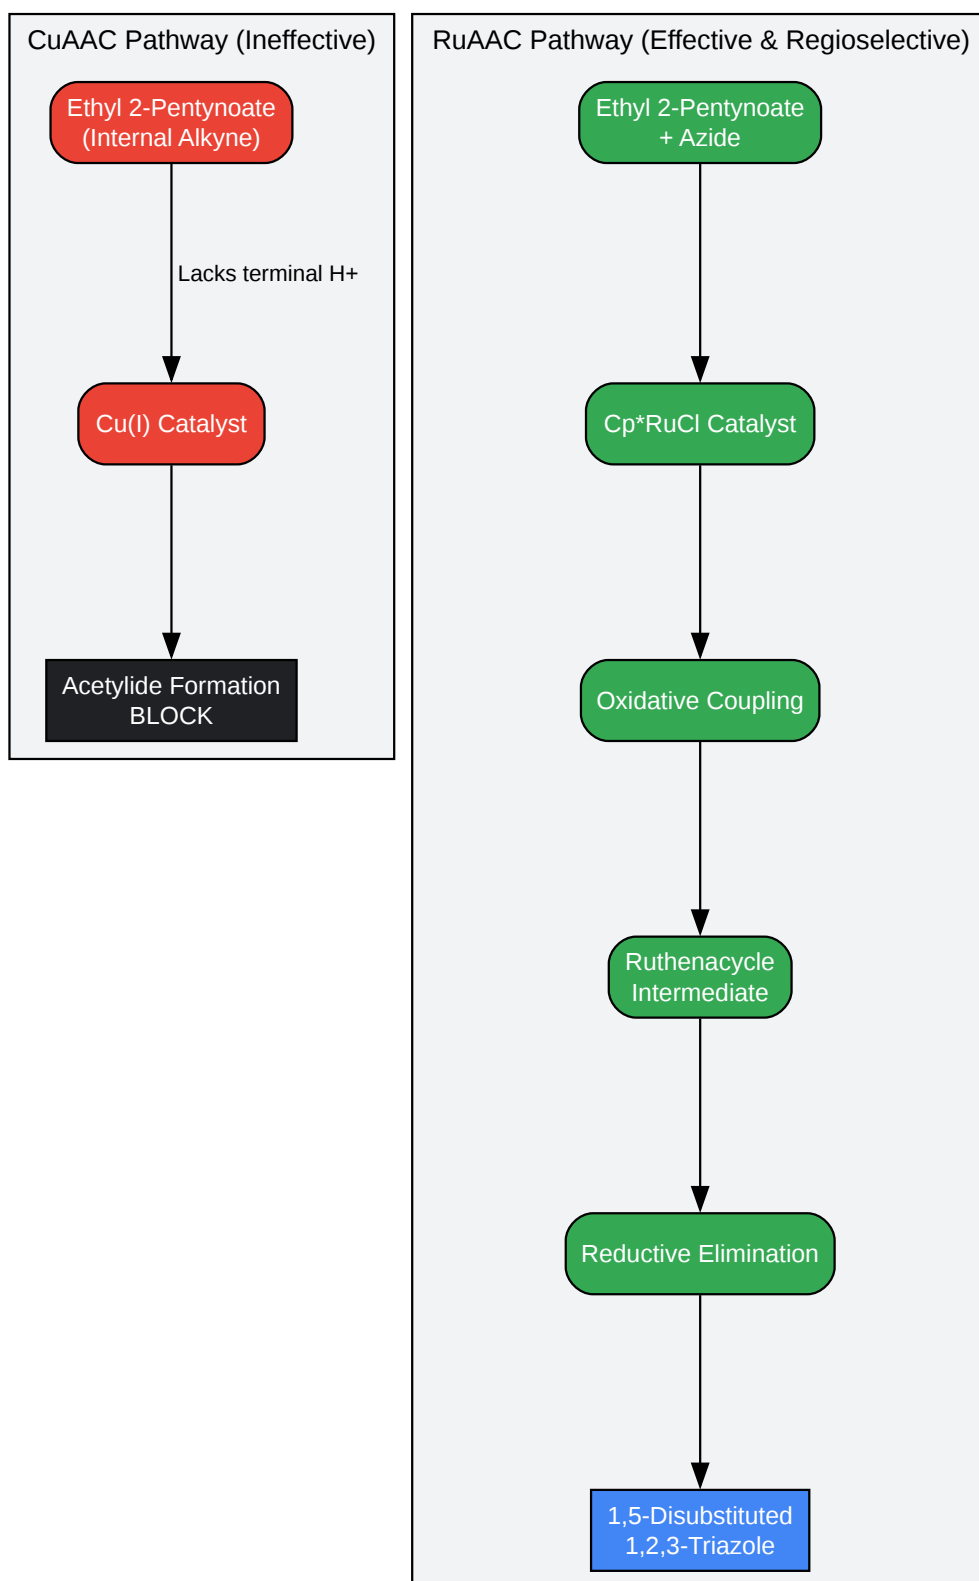 CuAAC Pathway (Ineffective)
Ethyl 2-Pentynoate
(Internal Alkyne)
Lacks terminal H+
Cu(I) Catalyst
Acetylide Formation
BLOCK
RuAAC Pathway (Effective & Regioselective)
Ethyl 2-Pentynoate
+ Azide
Cp*RuCl Catalyst
Oxidative Coupling
Ruthenacycle
Intermediate
Reductive Elimination
1,5-Disubstituted
1,2,3-Triazole